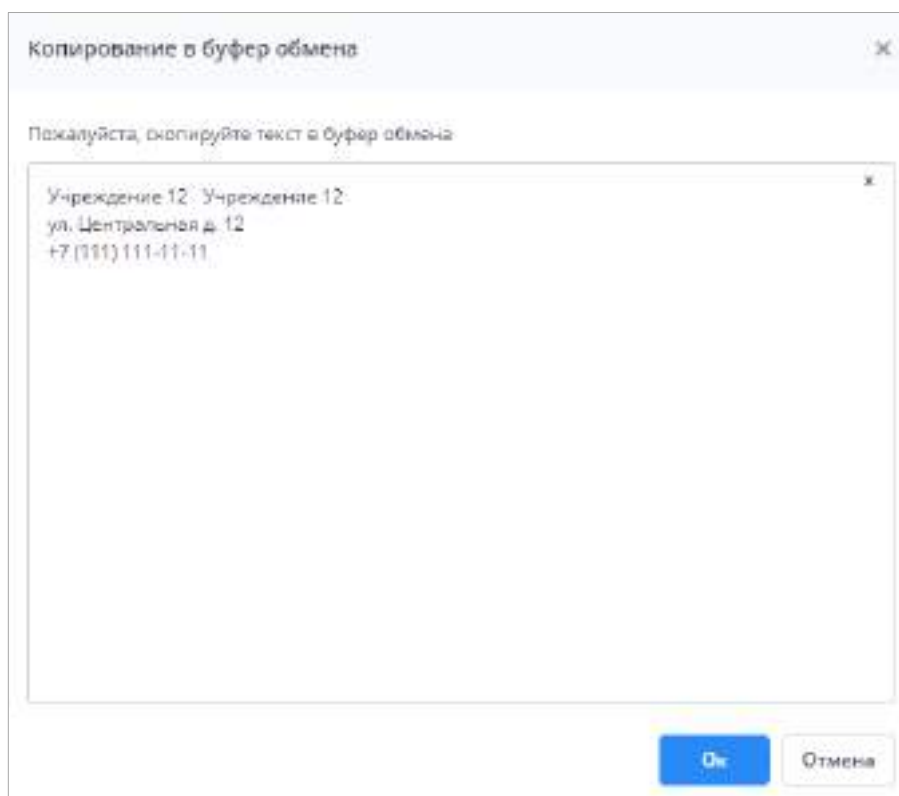 Копирование в буфер обмена
Пожалуйста, скопируйте текст в буфер обмена
Учреждение 12 Учреждение 12
ул. Центральная д. 12
+7 (111) 111-11-11
Ок
Отмена